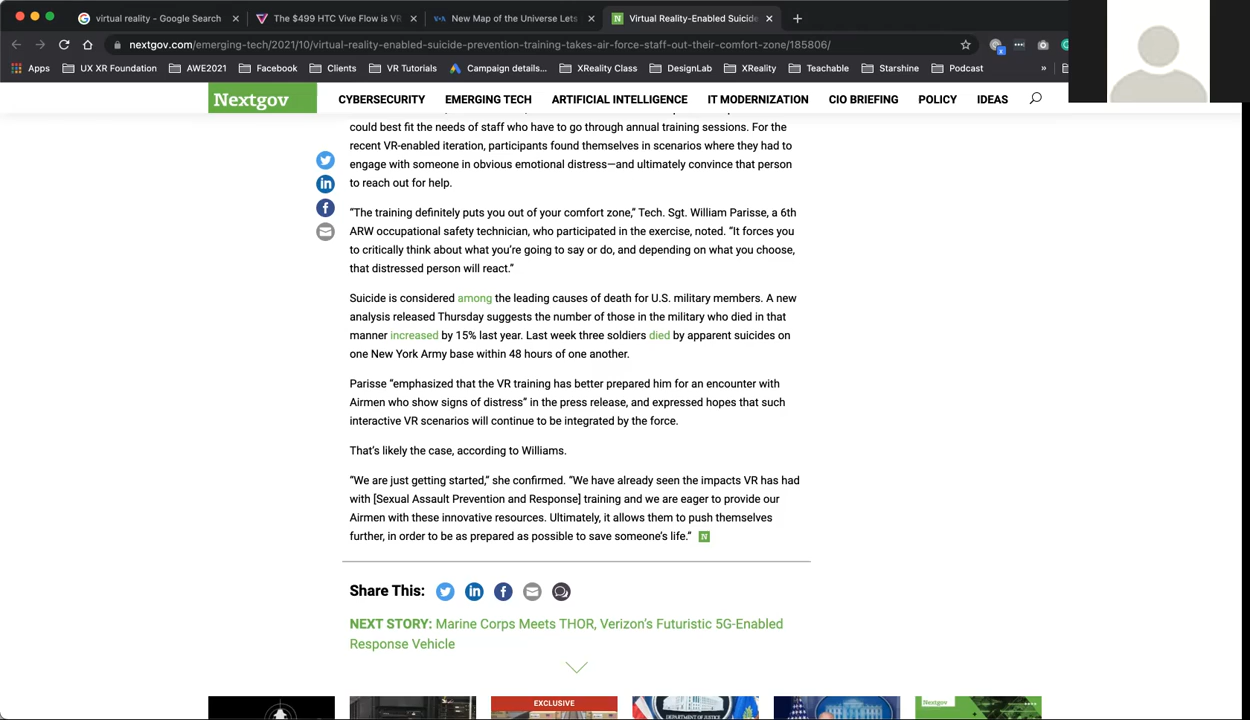 virtual reality - Google Search
The $499 HTC Vive Flow is VR
New Map of the Universe Lets
Virtual Reality-Enabled Suicide
nextgov.com/emerging-tech/2021/10/virtual-reality-enabled-suicide-prevention-training-takes-air-force-staff-out-their-comfort-zone/185806/
Apps UX XR Foundation AWE2021 Facebook Clients VR Tutorials Campaign details... XReality Class DesignLab XReality Teachable Starshine Podcast »
Nextgov CYBERSECURITY EMERGING TECH ARTIFICIAL INTELLIGENCE IT MODERNIZATION CIO BRIEFING POLICY IDEAS
could best fit the needs of staff who have to go through annual training sessions. For the
recent VR-enabled iteration, participants found themselves in scenarios where they had to
engage with someone in obvious emotional distress—and ultimately convince that person
to reach out for help.
“The training definitely puts you out of your comfort zone,” Tech. Sgt. William Parisse, a 6th
ARW occupational safety technician, who participated in the exercise, noted. “It forces you
to critically think about what you’re going to say or do, and depending on what you choose,
that distressed person will react.”
Suicide is considered among the leading causes of death for U.S. military members. A new
analysis released Thursday suggests the number of those in the military who died in that
manner increased by 15% last year. Last week three soldiers died by apparent suicides on
one New York Army base within 48 hours of one another.
Parisse “emphasized that the VR training has better prepared him for an encounter with
Airmen who show signs of distress” in the press release, and expressed hopes that such
interactive VR scenarios will continue to be integrated by the force.
That’s likely the case, according to Williams.
“We are just getting started,” she confirmed. “We have already seen the impacts VR has had
with [Sexual Assault Prevention and Response] training and we are eager to provide our
Airmen with these innovative resources. Ultimately, it allows them to push themselves
further, in order to be as prepared as possible to save someone’s life.” N
Share This:
NEXT STORY: Marine Corps Meets THOR, Verizon’s Futuristic 5G-Enabled
Response Vehicle
EXCLUSIVE
DEPARTMENT OF JUSTICE
Nextgov